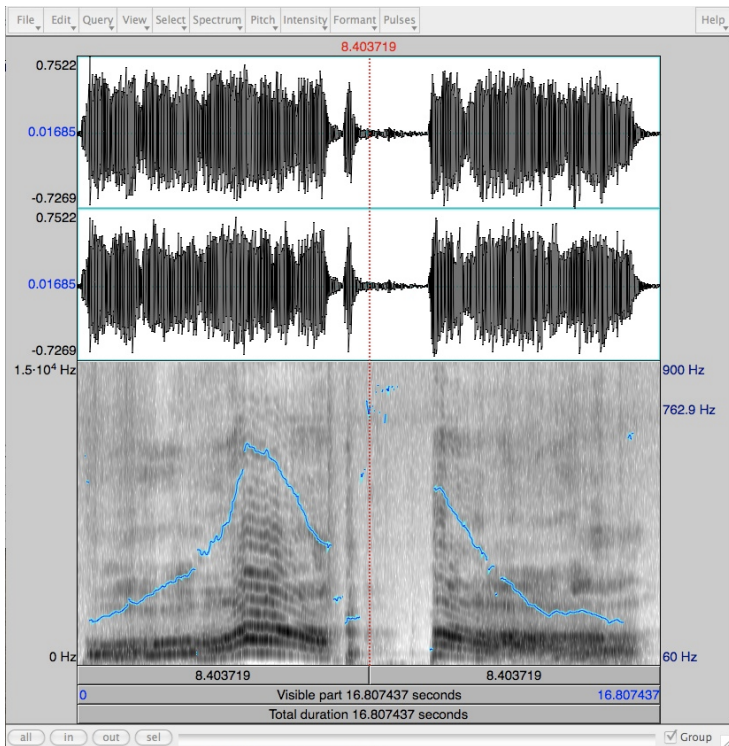 File Edit Query View Select Spectrum Pitch Intensity Formant Pulses Help
8.403719
0.7522
0.01685
-0.7269
0.7522
0.01685
-0.7269
1.5·10⁴ Hz 900 Hz
762.9 Hz
0 Hz 60 Hz
8.403719 8.403719
0 Visible part 16.807437 seconds 16.807437
Total duration 16.807437 seconds
all in out sel Group